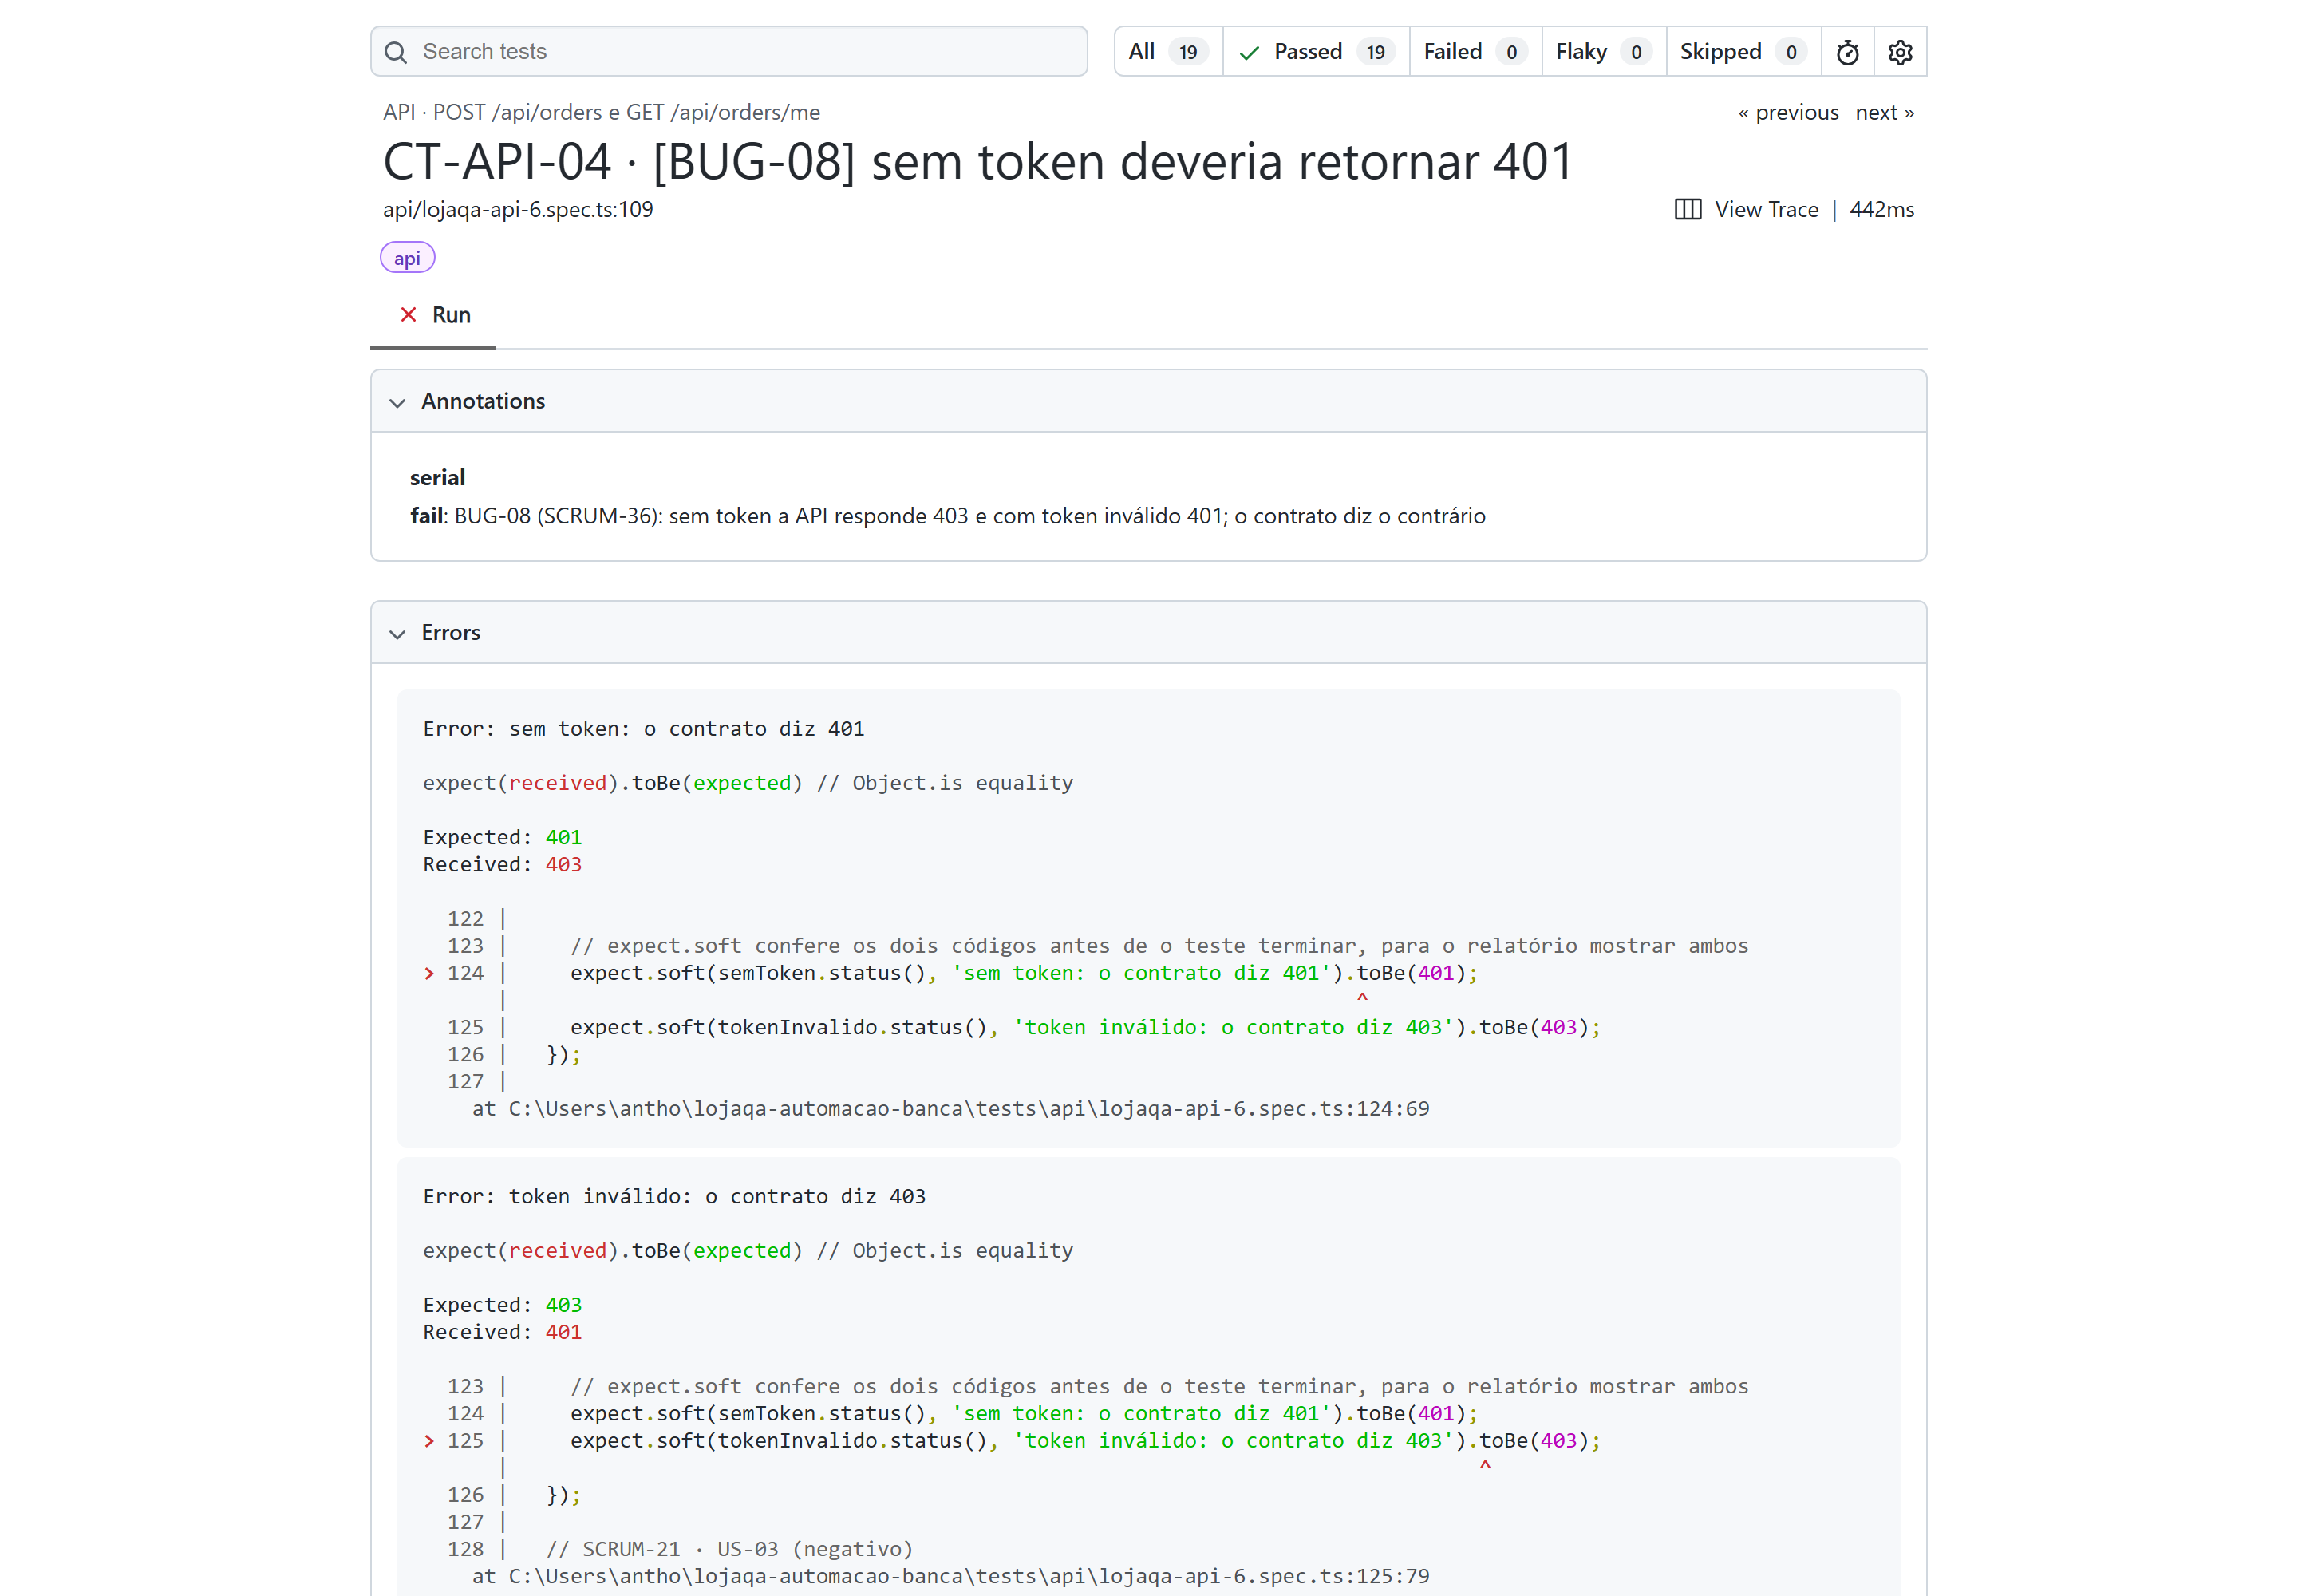 Search tests
All 19 Passed 19 Failed 0 Flaky 0 Skipped 0
API · POST /api/orders e GET /api/orders/me
« previous next »
CT-API-04 · [BUG-08] sem token deveria retornar 401
api/lojaqa-api-6.spec.ts:109
View Trace | 442ms
api
Run
Annotations
serial
fail: BUG-08 (SCRUM-36): sem token a API responde 403 e com token inválido 401; o contrato diz o contrário
Errors
Error: sem token: o contrato diz 401
expect(received).toBe(expected) // Object.is equality
Expected: 401
Received: 403
122 |
123 |     // expect.soft confere os dois códigos antes de o teste terminar, para o relatório mostrar ambos
> 124 |     expect.soft(semToken.status(), 'sem token: o contrato diz 401').toBe(401);
|                                                                     ^
125 |     expect.soft(tokenInvalido.status(), 'token inválido: o contrato diz 403').toBe(403);
126 |   });
127 |
at C:\Users\antho\lojaqa-automacao-banca\tests\api\lojaqa-api-6.spec.ts:124:69
Error: token inválido: o contrato diz 403
expect(received).toBe(expected) // Object.is equality
Expected: 403
Received: 401
123 |     // expect.soft confere os dois códigos antes de o teste terminar, para o relatório mostrar ambos
124 |     expect.soft(semToken.status(), 'sem token: o contrato diz 401').toBe(401);
> 125 |     expect.soft(tokenInvalido.status(), 'token inválido: o contrato diz 403').toBe(403);
|                                                                               ^
126 |   });
127 |
128 |   // SCRUM-21 · US-03 (negativo)
at C:\Users\antho\lojaqa-automacao-banca\tests\api\lojaqa-api-6.spec.ts:125:79